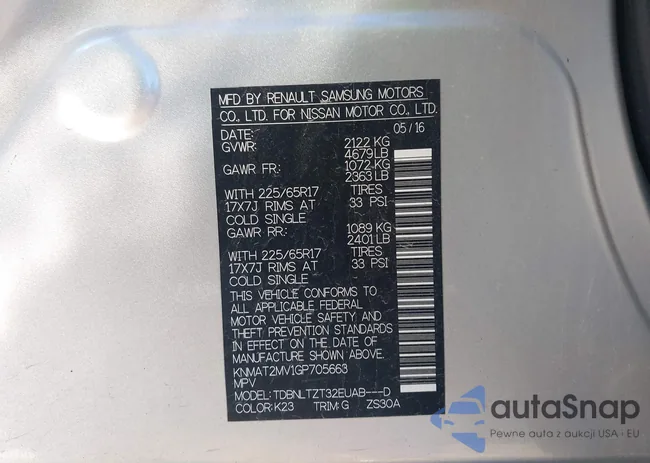 MFD BY RENAULT SAMSUNG MOTORS
CO., LTD. FOR NISSAN MOTOR CO., LTD.
DATE: 05/16
GVWR: 2122 KG
4679LB
GAWR FR: 1072 KG
2363 LB
WITH 225/65R17 TIRES
17X7J RIMS AT 33 PSI
COLD SINGLE
GAWR RR: 1089 KG
2401 LB
WITH 225/65R17 TIRES
17X7J RIMS AT 33 PSI
COLD SINGLE
THIS VEHICLE CONFORMS TO
ALL APPLICABLE FEDERAL
MOTOR VEHICLE SAFETY AND
THEFT PREVENTION STANDARDS
IN EFFECT ON THE DATE OF
MANUFACTURE SHOWN ABOVE.
KNMAT2MV1GP705663
MPV
MODEL: TDBNLTZT32EUAB---D
COLOR:K23 TRIM:G ZS30A
autoSnap
Pewne auta z aukcji USA · EU